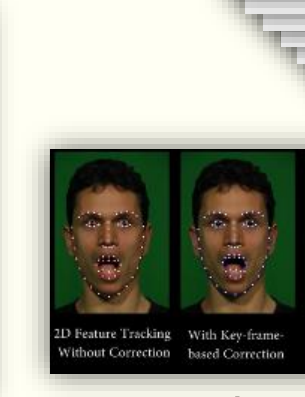 2D Feature Tracking
Without Correction
With Key-frame-
based Correction